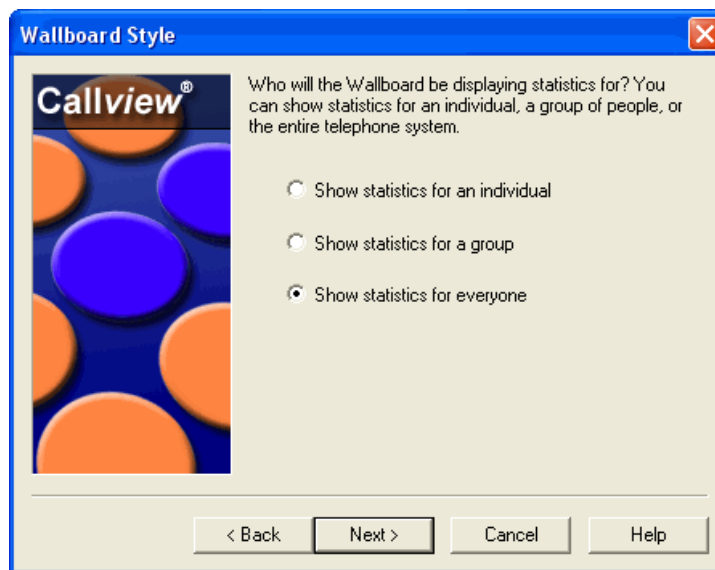 Wallboard Style
Callview®
Who will the Wallboard be displaying statistics for? You
can show statistics for an individual, a group of people, or
the entire telephone system.
Show statistics for an individual
Show statistics for a group
Show statistics for everyone
< Back
Next >
Cancel
Help